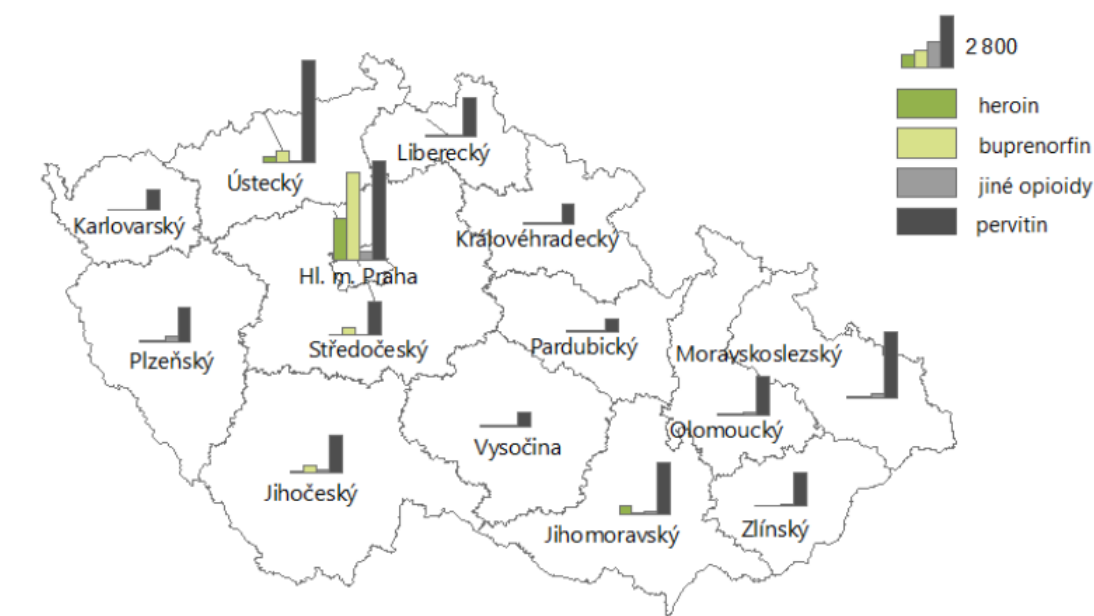 2 800
heroin
buprenorfin
jiné opioidy
pervitin
Liberecký
Ústecký
Karlovarský
Královéhradecký
Hl. m. Praha
Středočeský
Pardubický
Moravskoslezský
Plzeňský
Olomoucký
Vysočina
Jihočeský
Jihomoravský
Zlínský